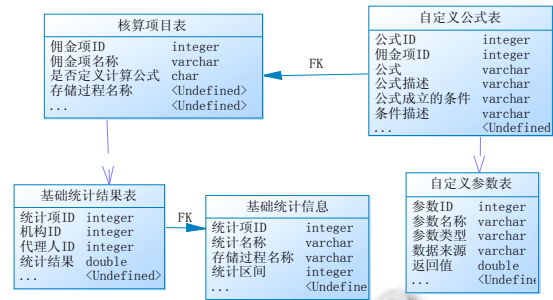 核算项目表
佣金项ID integer
佣金项名称 varchar
是否定义计算公式 char
存储过程名称 <Undefined>
... <Undefined>
自定义公式表
公式ID integer
佣金项ID integer
公式 varchar
公式描述 varchar
公式成立的条件 varchar
条件描述 varchar
... <Undefined
FK
基础统计结果表
统计项ID integer
机构ID integer
代理人ID integer
统计结果 double
... <Undefined>
FK
基础统计信息
统计项ID integer
统计名称 varchar
存储过程名称 varchar
统计区间 integer
... <Undefine
自定义参数表
参数ID integer
参数名称 varchar
参数类型 varchar
数据来源 varchar
返回值 double
... <Undefine